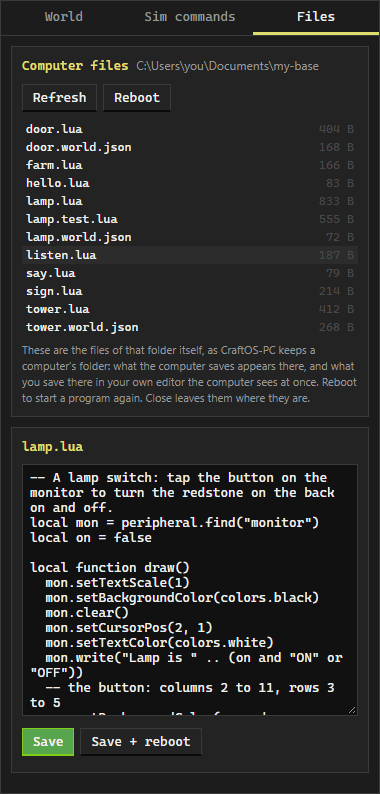 World Sim commands Files
Computer files C:\Users\you\Documents\my-base
Refresh Reboot
door.lua 404 B
door.world.json 168 B
farm.lua 166 B
hello.lua 83 B
lamp.lua 833 B
lamp.test.lua 555 B
lamp.world.json 72 B
listen.lua 187 B
say.lua 79 B
sign.lua 214 B
tower.lua 412 B
tower.world.json 268 B
These are the files of that folder itself, as CraftOS-PC keeps a
computer's folder: what the computer saves appears there, and what
you save there in your own editor the computer sees at once. Reboot
to start a program again. Close leaves them where they are.
lamp.lua
-- A lamp switch: tap the button on the
monitor to turn the redstone on the back
on and off.
local mon = peripheral.find("monitor")
local on = false
local function draw()
mon.setTextScale(1)
mon.setBackgroundColor(colors.black)
mon.clear()
mon.setCursorPos(2, 1)
mon.setTextColor(colors.white)
mon.write("Lamp is " .. (on and "ON" or
"OFF"))
-- the button: columns 2 to 11, rows 3
to 5
Save Save + reboot